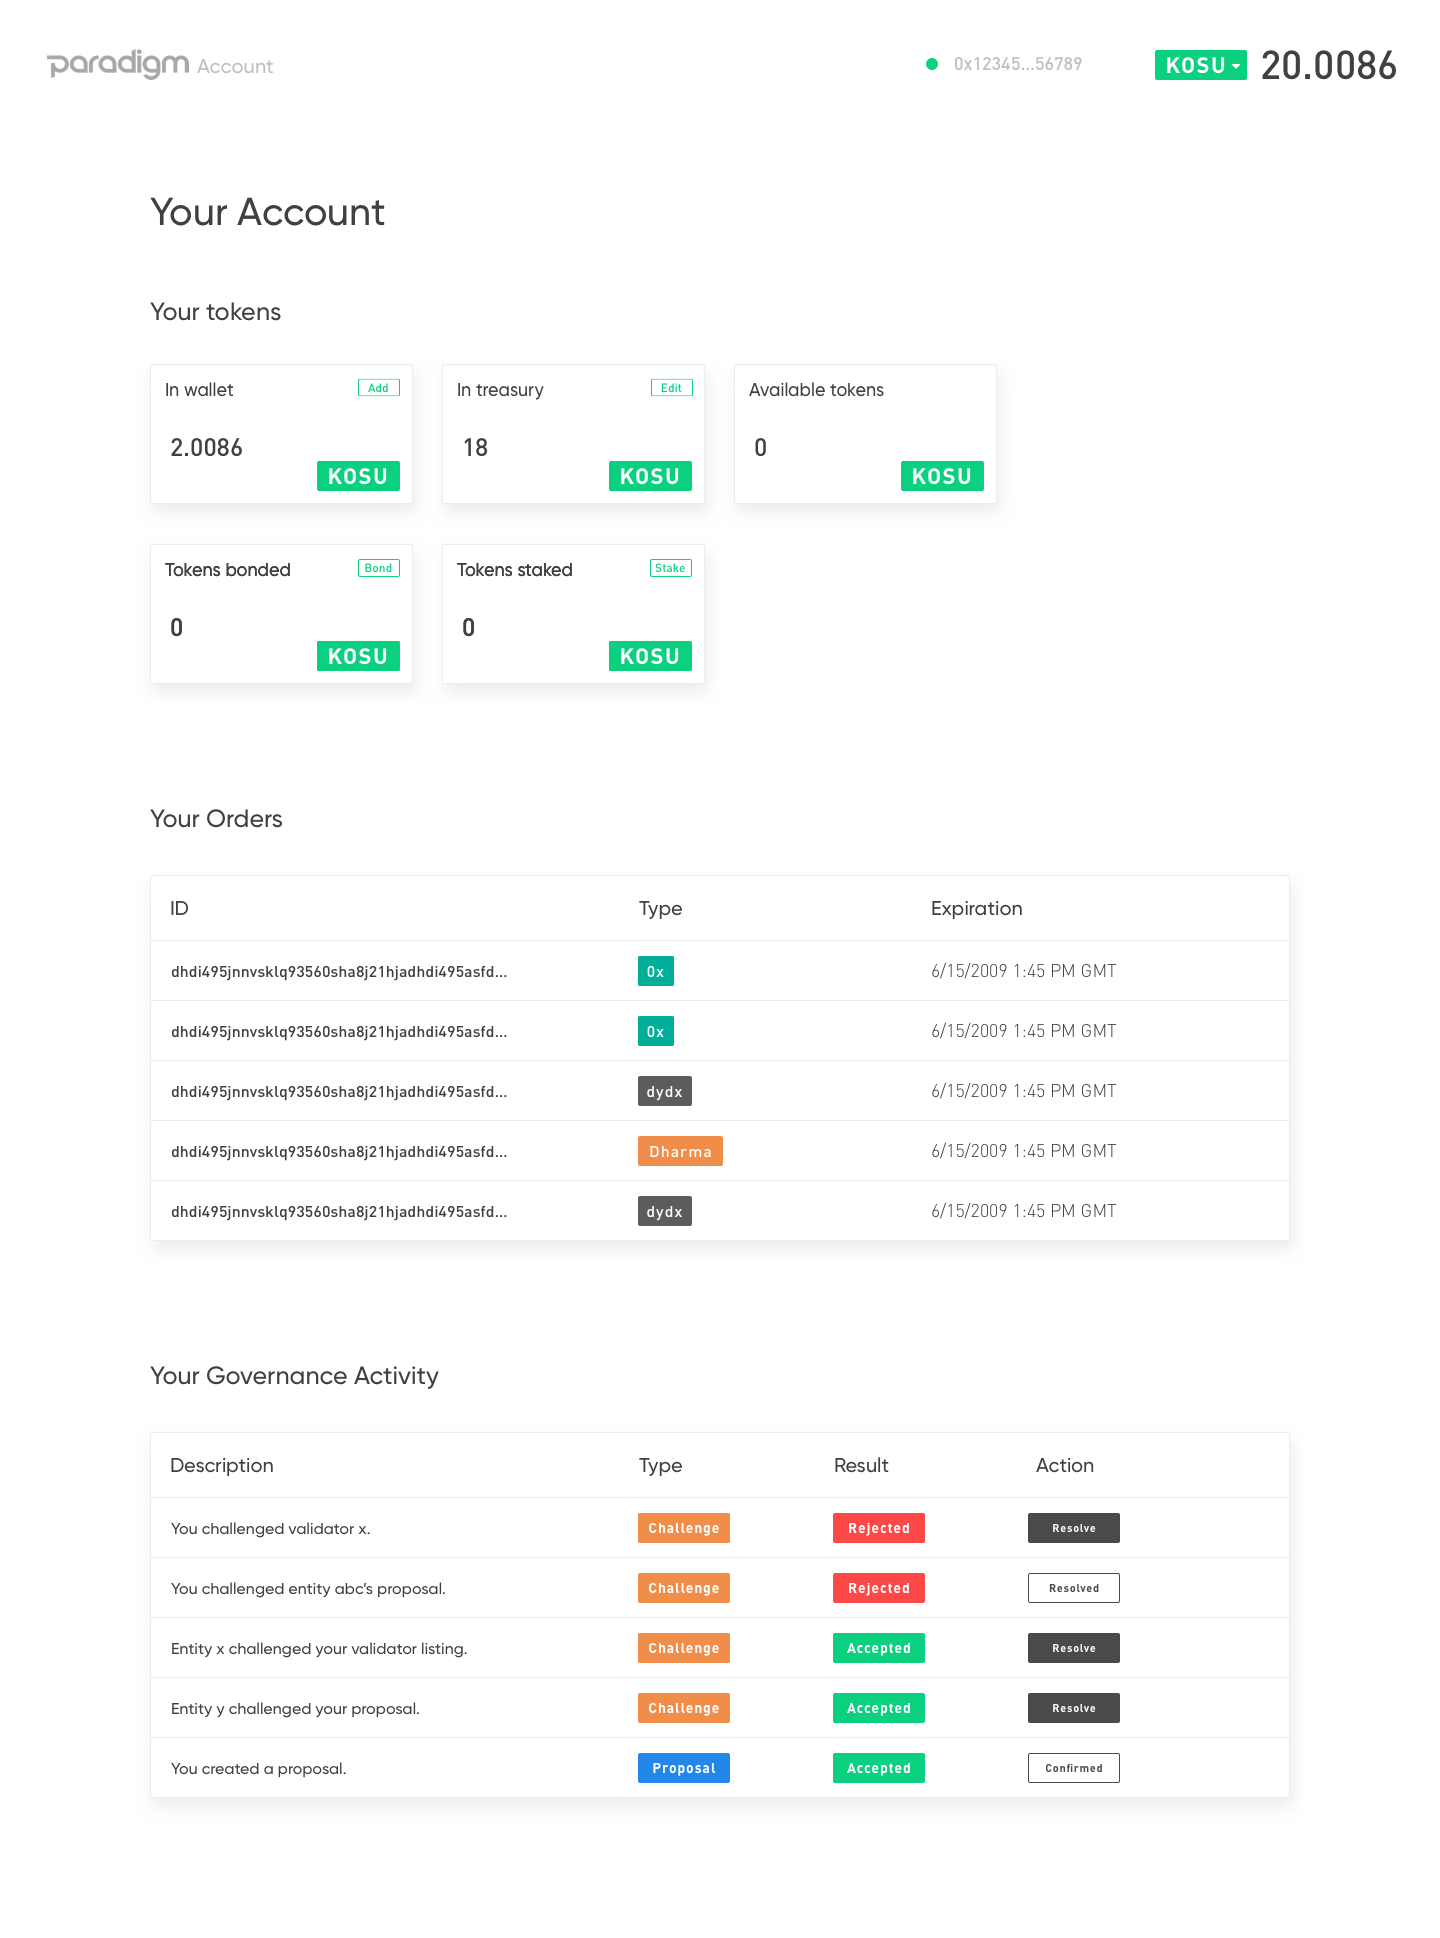 paradigm Account 0x12345...56789 KOSU 20.0086
Your Account
Your tokens
In wallet Add
2.0086
KOSU
In treasury Edit
18
KOSU
Available tokens
0
KOSU
Tokens bonded Bond
0
KOSU
Tokens staked Stake
0
KOSU
Your Orders
ID Type Expiration
dhdi495jnnvsklq93560sha8j21hjadhdi495asfd... 0x 6/15/2009 1:45 PM GMT
dhdi495jnnvsklq93560sha8j21hjadhdi495asfd... 0x 6/15/2009 1:45 PM GMT
dhdi495jnnvsklq93560sha8j21hjadhdi495asfd... dydx 6/15/2009 1:45 PM GMT
dhdi495jnnvsklq93560sha8j21hjadhdi495asfd... Dharma 6/15/2009 1:45 PM GMT
dhdi495jnnvsklq93560sha8j21hjadhdi495asfd... dydx 6/15/2009 1:45 PM GMT
Your Governance Activity
Description Type Result Action
You challenged validator x. Challenge Rejected Resolve
You challenged entity abc’s proposal. Challenge Rejected Resolved
Entity x challenged your validator listing. Challenge Accepted Resolve
Entity y challenged your proposal. Challenge Accepted Resolve
You created a proposal. Proposal Accepted Confirmed